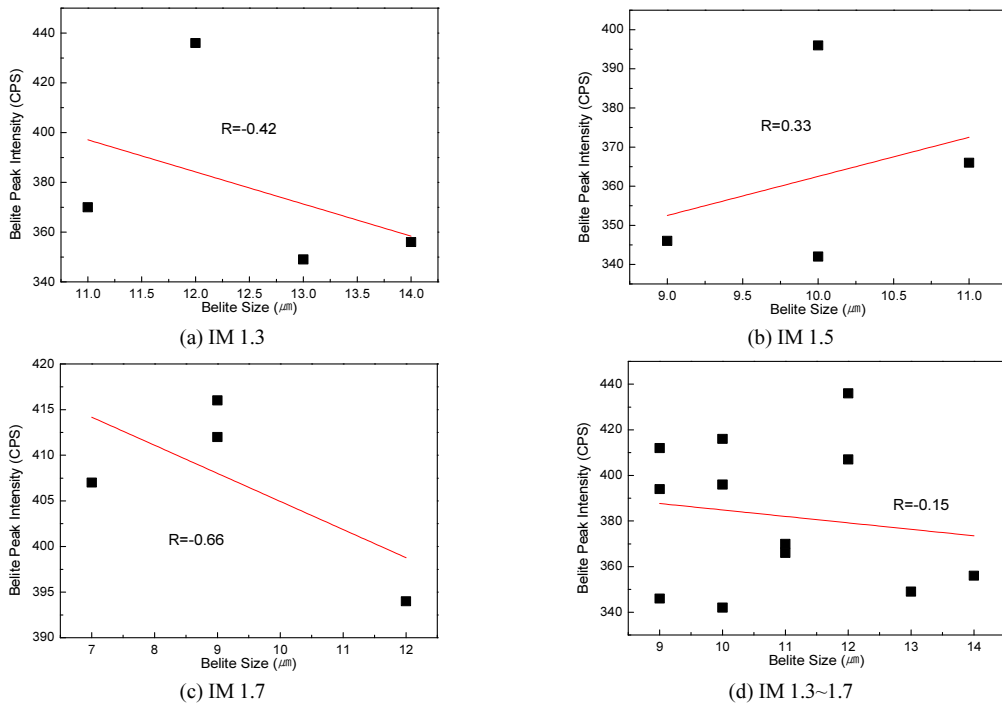 440
420
400
380
360
340
Belite Peak Intensity (CPS)
R=-0.42
11.0 11.5 12.0 12.5 13.0 13.5 14.0
Belite Size (㎛)
(a) IM 1.3
400
390
380
370
360
350
340
Belite Peak Intensity (CPS)
R=0.33
9.0 9.5 10.0 10.5 11.0
Belite Size (㎛)
(b) IM 1.5
420
415
410
405
400
395
390
Belite Peak Intensity (CPS)
R=-0.66
7 8 9 10 11 12
Belite Size (㎛)
(c) IM 1.7
440
420
400
380
360
340
Belite Peak Intensity (CPS)
R=-0.15
9 10 11 12 13 14
Belite Size (㎛)
(d) IM 1.3~1.7